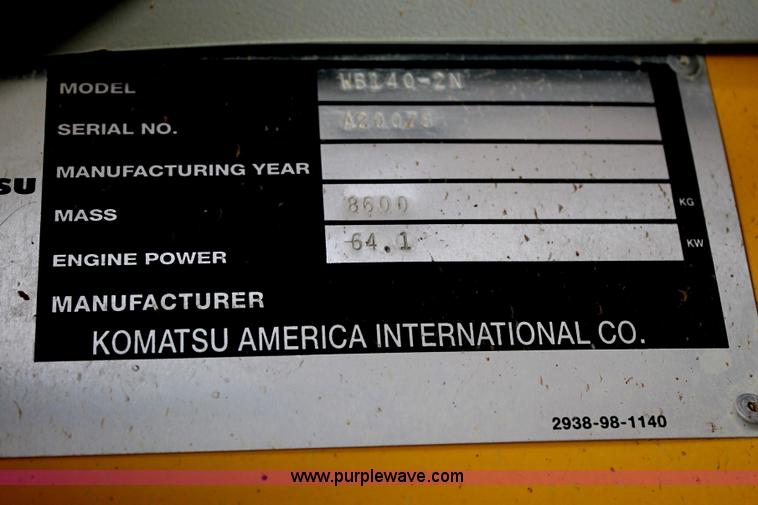 MODEL WB140-2N
SERIAL NO.
SU
MANUFACTURING YEAR
MASS 8600 KG
ENGINE POWER 64.1 KW
MANUFACTURER
KOMATSU AMERICA INTERNATIONAL CO.
2938-98-1140
www.purplewave.com